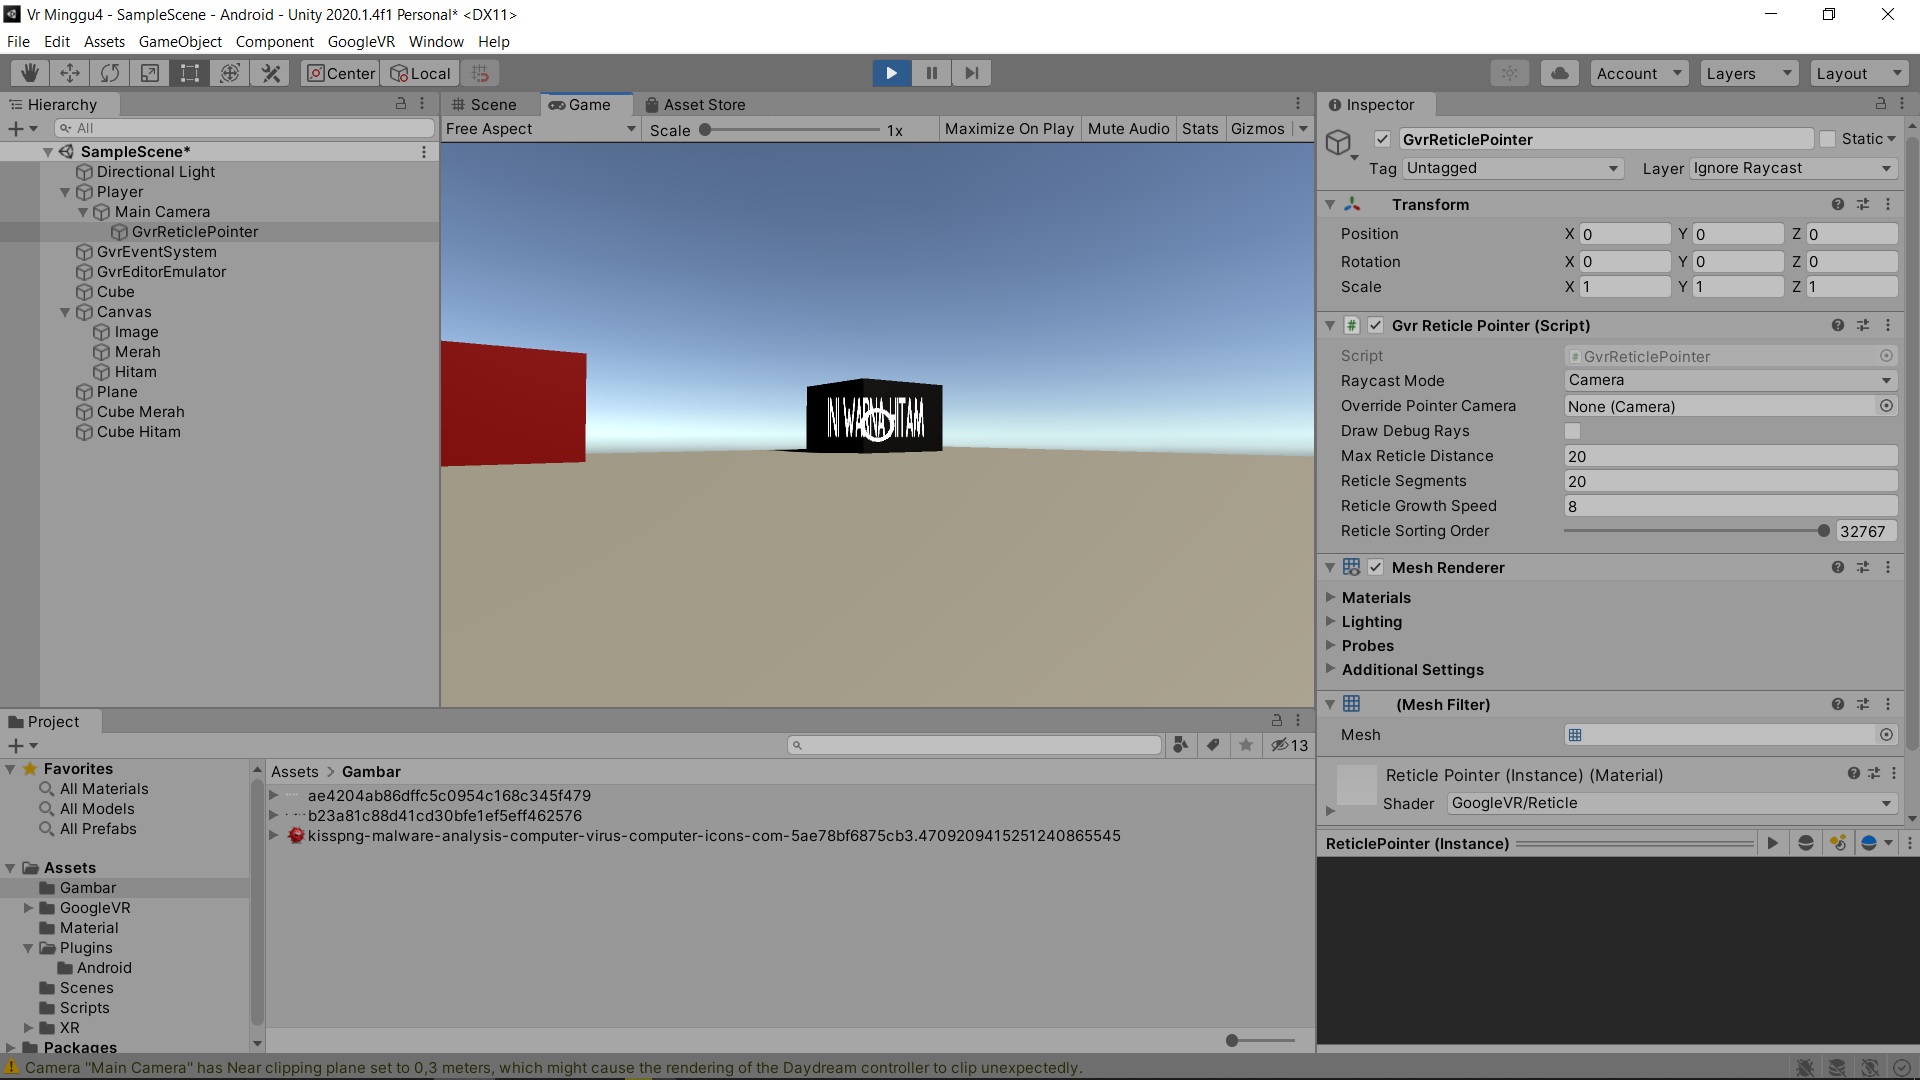 Vr Minggu4 - SampleScene - Android - Unity 2020.1.4f1 Personal* <DX11>
File Edit Assets GameObject Component GoogleVR Window Help
Center Local Account Layers Layout
Hierarchy
All
SampleScene*
Directional Light
Player
Main Camera
GvrReticlePointer
GvrEventSystem
GvrEditorEmulator
Cube
Canvas
Image
Merah
Hitam
Plane
Cube Merah
Cube Hitam
Scene Game Asset Store
Free Aspect Scale 1x Maximize On Play Mute Audio Stats Gizmos
INI WARNA HITAM
Inspector
GvrReticlePointer Static
Tag Untagged Layer Ignore Raycast
Transform
Position X 0 Y 0 Z 0
Rotation X 0 Y 0 Z 0
Scale X 1 Y 1 Z 1
# Gvr Reticle Pointer (Script)
Script # GvrReticlePointer
Raycast Mode Camera
Override Pointer Camera None (Camera)
Draw Debug Rays
Max Reticle Distance 20
Reticle Segments 20
Reticle Growth Speed 8
Reticle Sorting Order 32767
Mesh Renderer
Materials
Lighting
Probes
Additional Settings
(Mesh Filter)
Mesh
Reticle Pointer (Instance) (Material)
Shader GoogleVR/Reticle
ReticlePointer (Instance)
Project
13
Favorites
All Materials
All Models
All Prefabs
Assets
Gambar
GoogleVR
Material
Plugins
Android
Scenes
Scripts
XR
Packages
Assets > Gambar
ae4204ab86dffc5c0954c168c345f479
b23a81c88d41cd30bfe1ef5eff462576
kisspng-malware-analysis-computer-virus-computer-icons-com-5ae78bf6875cb3.4709209415251240865545
Camera "Main Camera" has Near clipping plane set to 0,3 meters, which might cause the rendering of the Daydream controller to clip unexpectedly.